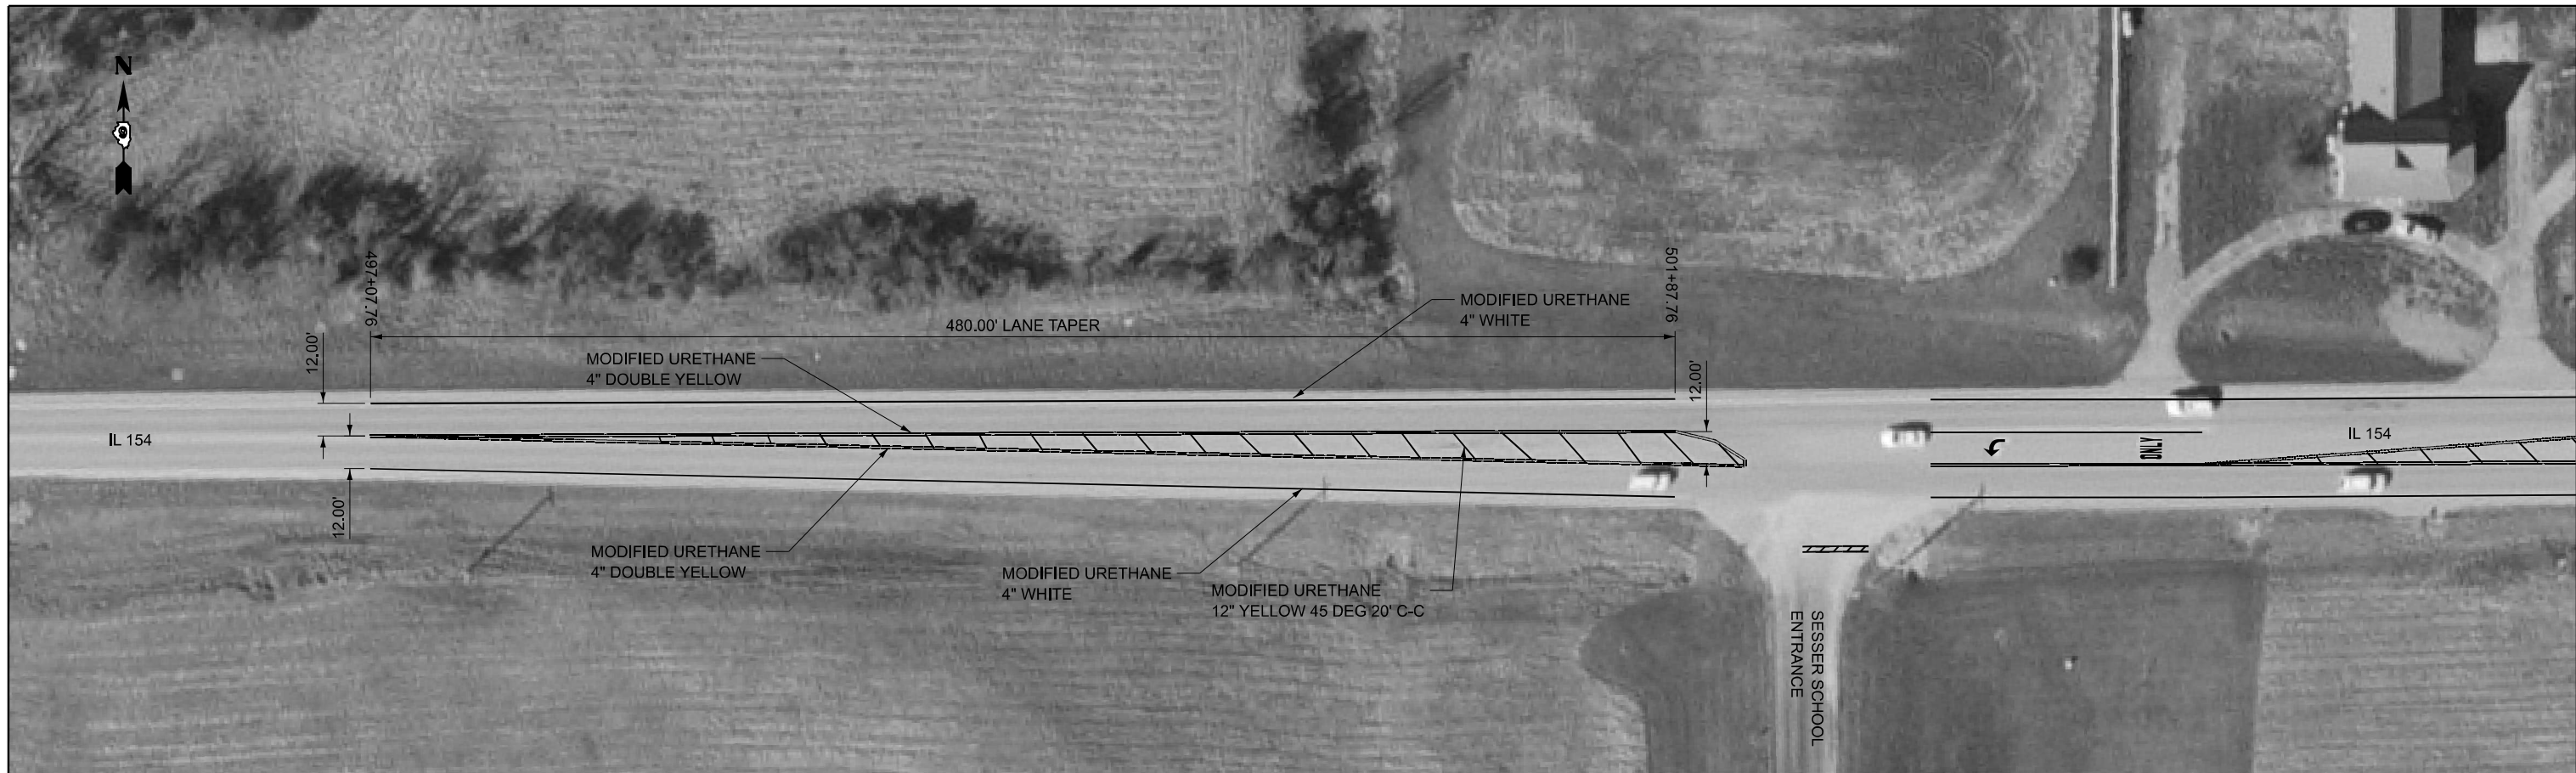 N
497+07.76
501+87.76
MODIFIED URETHANE
4" WHITE
480.00' LANE TAPER
12.00'
MODIFIED URETHANE
4" DOUBLE YELLOW
12.00'
IL 154
ONLY
IL 154
12.00'
MODIFIED URETHANE
4" DOUBLE YELLOW
MODIFIED URETHANE
4" WHITE
MODIFIED URETHANE
12" YELLOW 45 DEG 20' C-C
SESSER SCHOOL
ENTRANCE